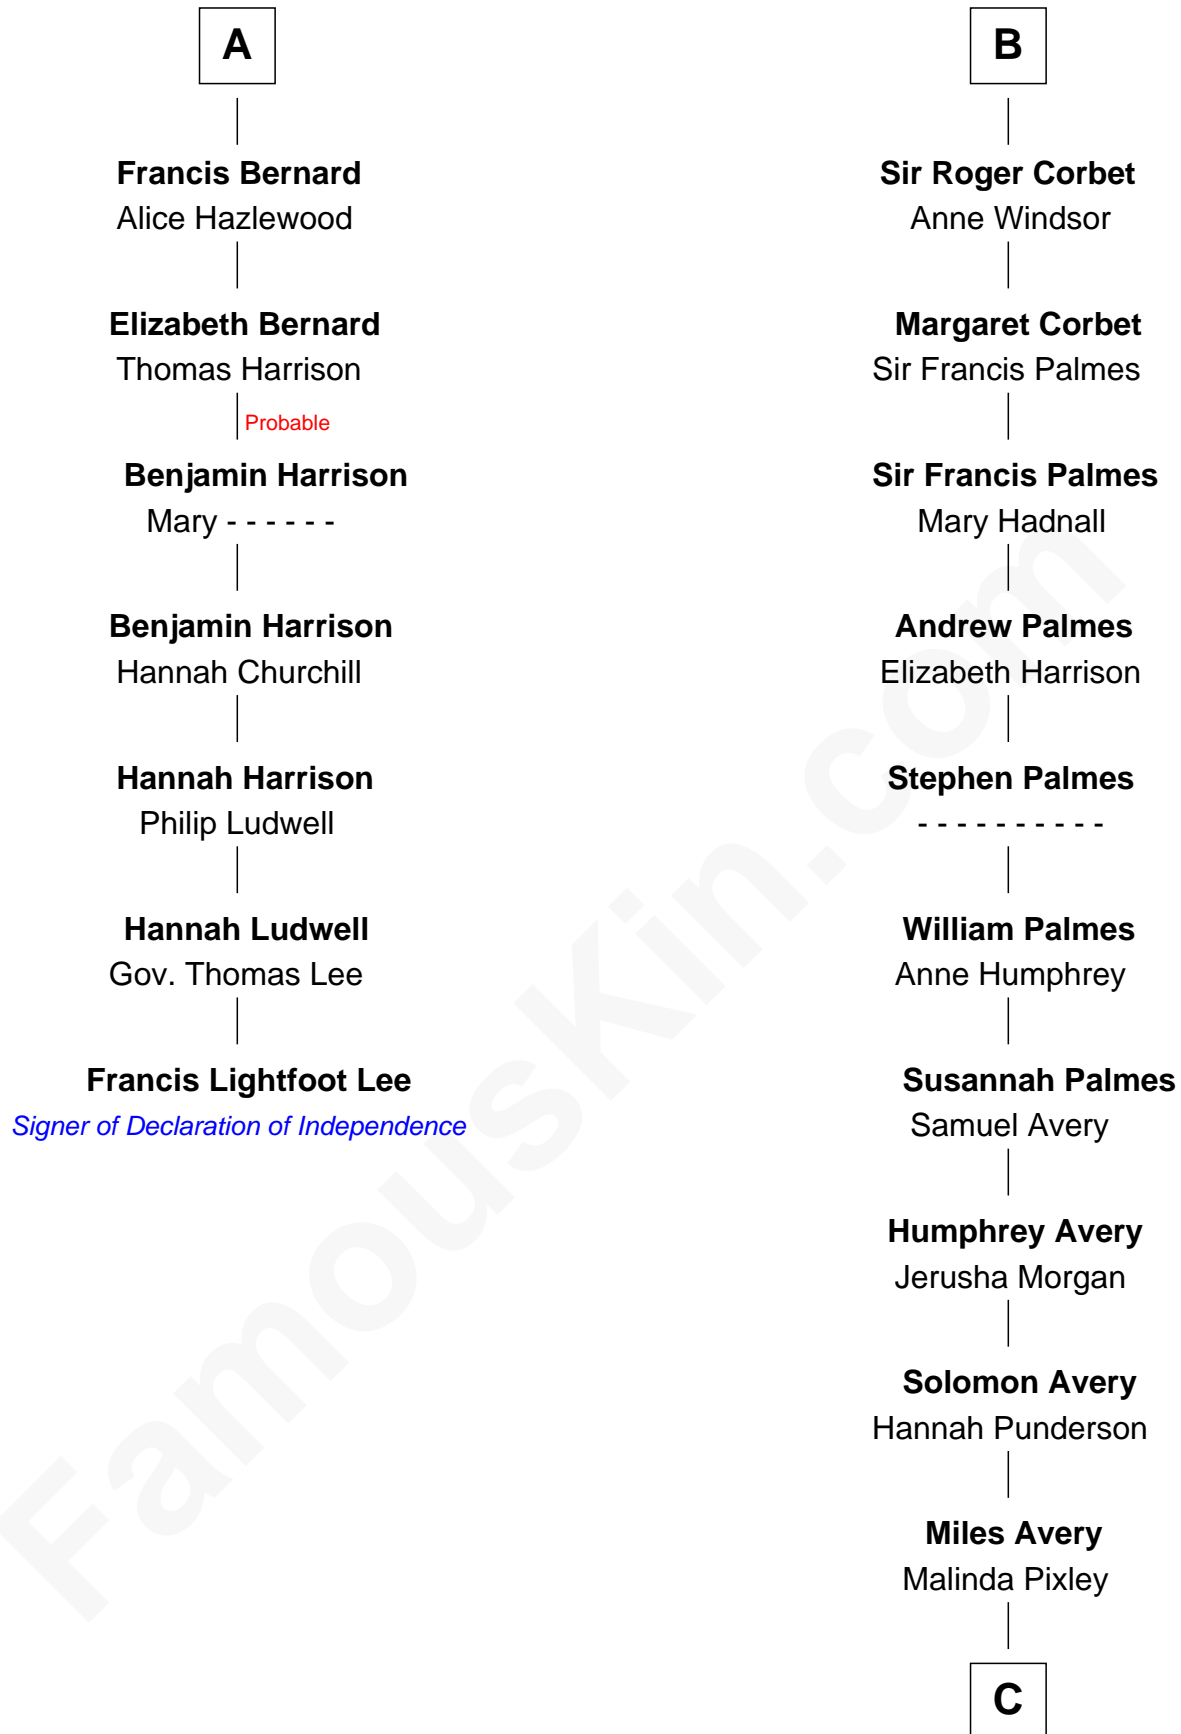 A
Francis Bernard
Alice Hazlewood
Elizabeth Bernard
Thomas Harrison
Probable
Benjamin Harrison
Mary - - - - - -
Benjamin Harrison
Hannah Churchill
Hannah Harrison
Philip Ludwell
Hannah Ludwell
Gov. Thomas Lee
Francis Lightfoot Lee
Signer of Declaration of Independence
B
Sir Roger Corbet
Anne Windsor
Margaret Corbet
Sir Francis Palmes
Sir Francis Palmes
Mary Hadnall
Andrew Palmes
Elizabeth Harrison
Stephen Palmes
- - - - - - - - - -
William Palmes
Anne Humphrey
Susannah Palmes
Samuel Avery
Humphrey Avery
Jerusha Morgan
Solomon Avery
Hannah Punderson
Miles Avery
Malinda Pixley
C
FamousKin.com